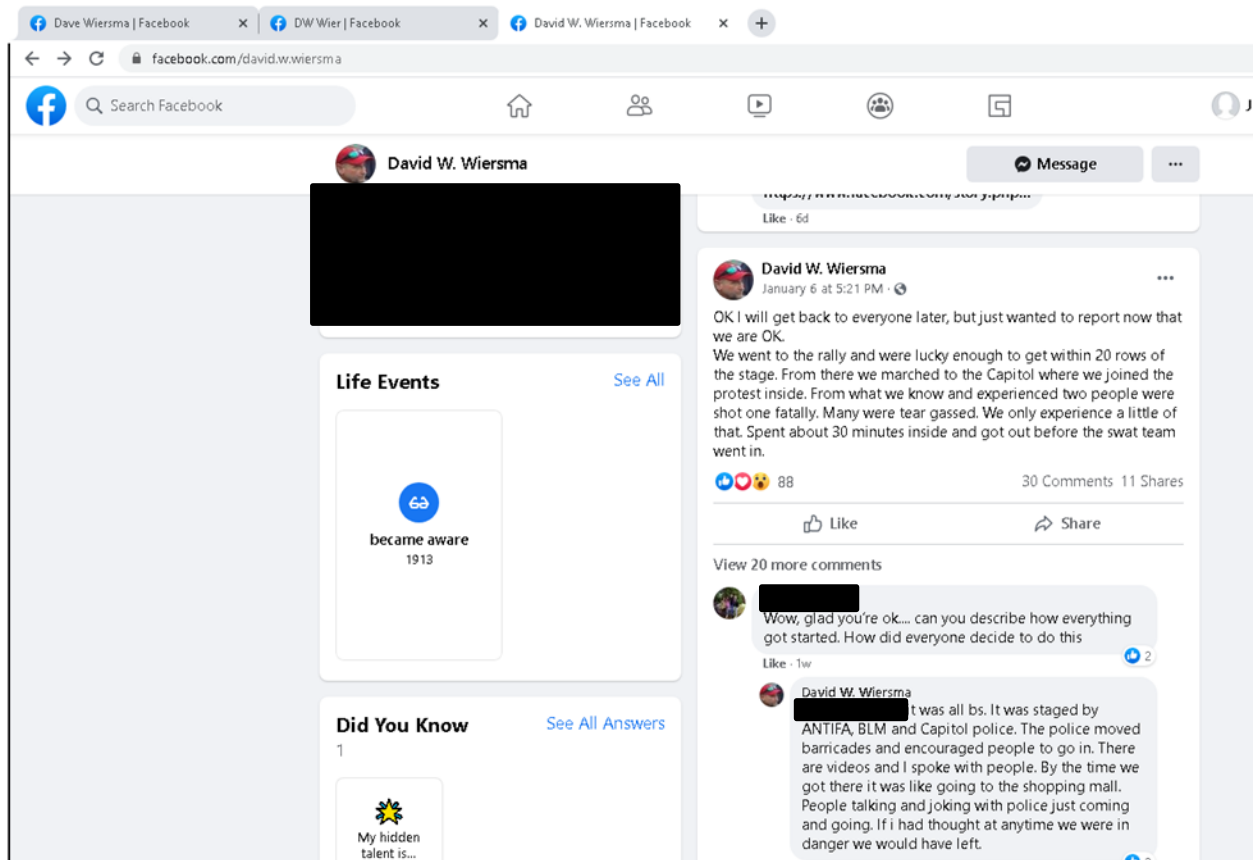 Dave Wiersma | Facebook
DW Wier | Facebook
David W. Wiersma | Facebook
facebook.com/david.w.wiersma
Search Facebook
J
David W. Wiersma
Message
Like · 6d
David W. Wiersma
January 6 at 5:21 PM ·
OK I will get back to everyone later, but just wanted to report now that
we are OK.
We went to the rally and were lucky enough to get within 20 rows of
the stage. From there we marched to the Capitol where we joined the
protest inside. From what we know and experienced two people were
shot one fatally. Many were tear gassed. We only experience a little of
that. Spent about 30 minutes inside and got out before the swat team
went in.
88
30 Comments 11 Shares
Like
Share
View 20 more comments
Wow, glad you're ok.... can you describe how everything
got started. How did everyone decide to do this
2
Like · 1w
David W. Wiersma
t was all bs. It was staged by
ANTIFA, BLM and Capitol police. The police moved
barricades and encouraged people to go in. There
are videos and I spoke with people. By the time we
got there it was like going to the shopping mall.
People talking and joking with police just coming
and going. If i had thought at anytime we were in
danger we would have left.
Life Events
See All
became aware
1913
Did You Know
See All Answers
1
My hidden
talent is...